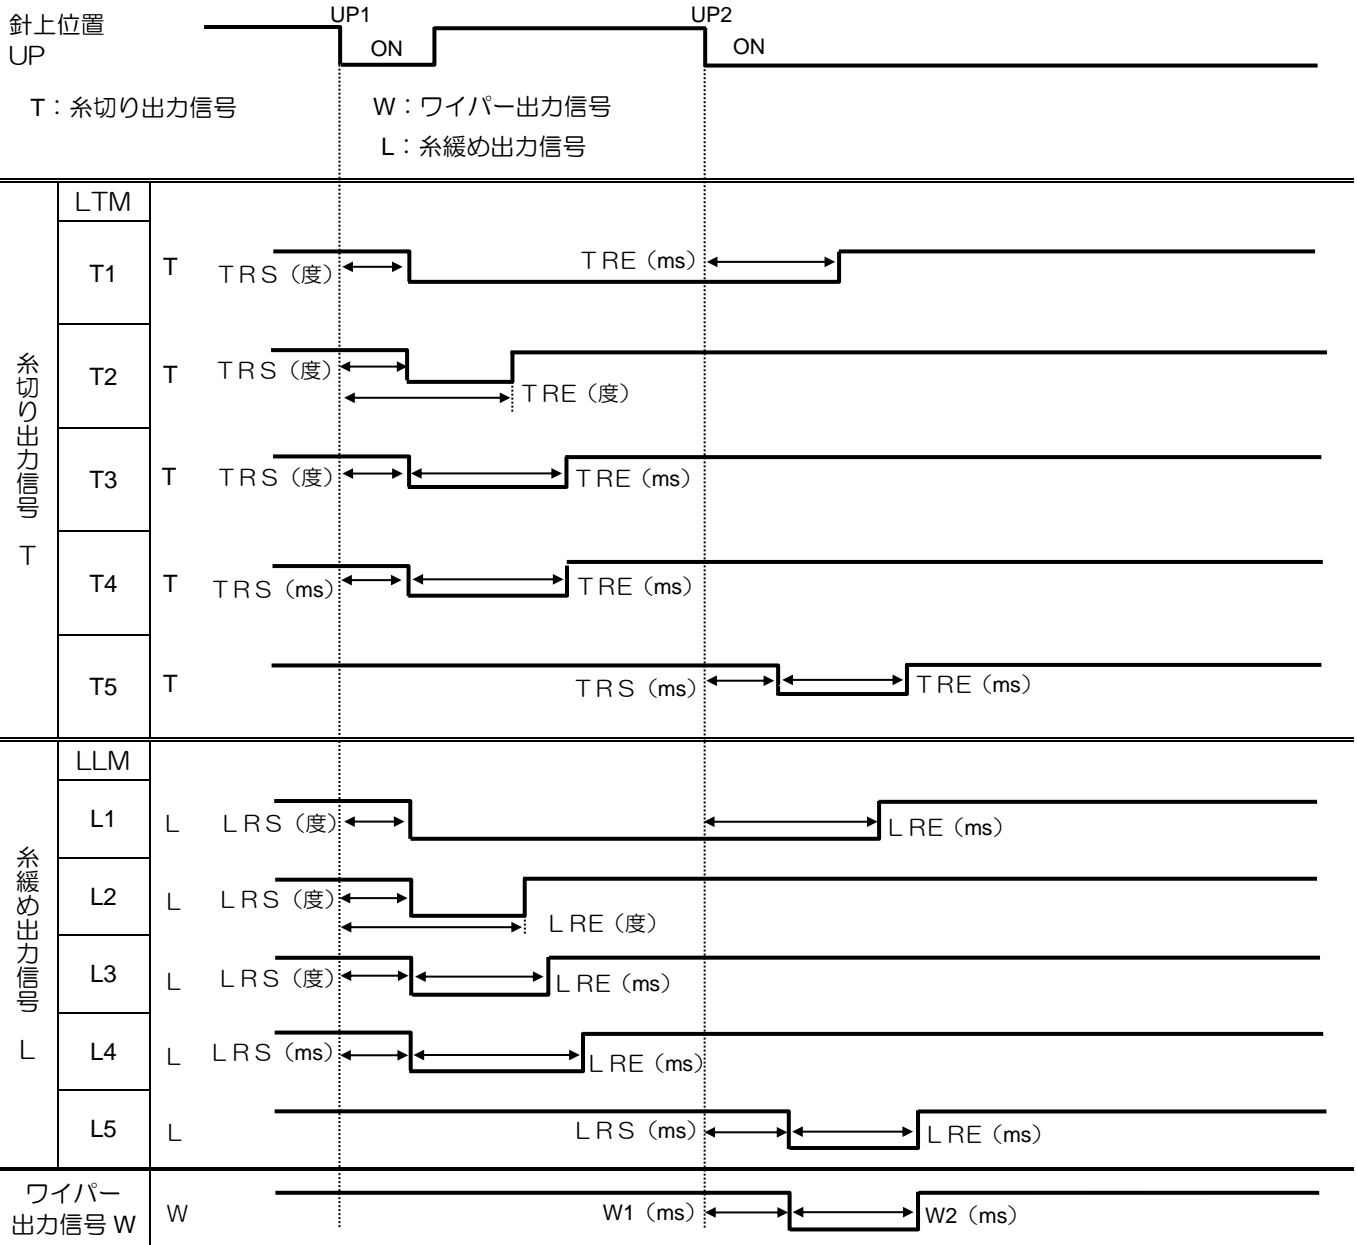 UP1
UP2
針上位置
UP
ON
ON
T：糸切り出力信号
W：ワイパー出力信号
L：糸緩め出力信号
糸切り出力信号 T
LTM
T1
T
TRS（度）
TRE（ms）
T2
T
TRS（度）
TRE（度）
T3
T
TRS（度）
TRE（ms）
T4
T
TRS（ms）
TRE（ms）
T5
T
TRS（ms）
TRE（ms）
糸緩め出力信号 L
LLM
L1
L
LRS（度）
LRE（ms）
L2
L
LRS（度）
LRE（度）
L3
L
LRS（度）
LRE（ms）
L4
L
LRS（ms）
LRE（ms）
L5
L
LRS（ms）
LRE（ms）
ワイパー
出力信号 W
W
W1（ms）
W2（ms）